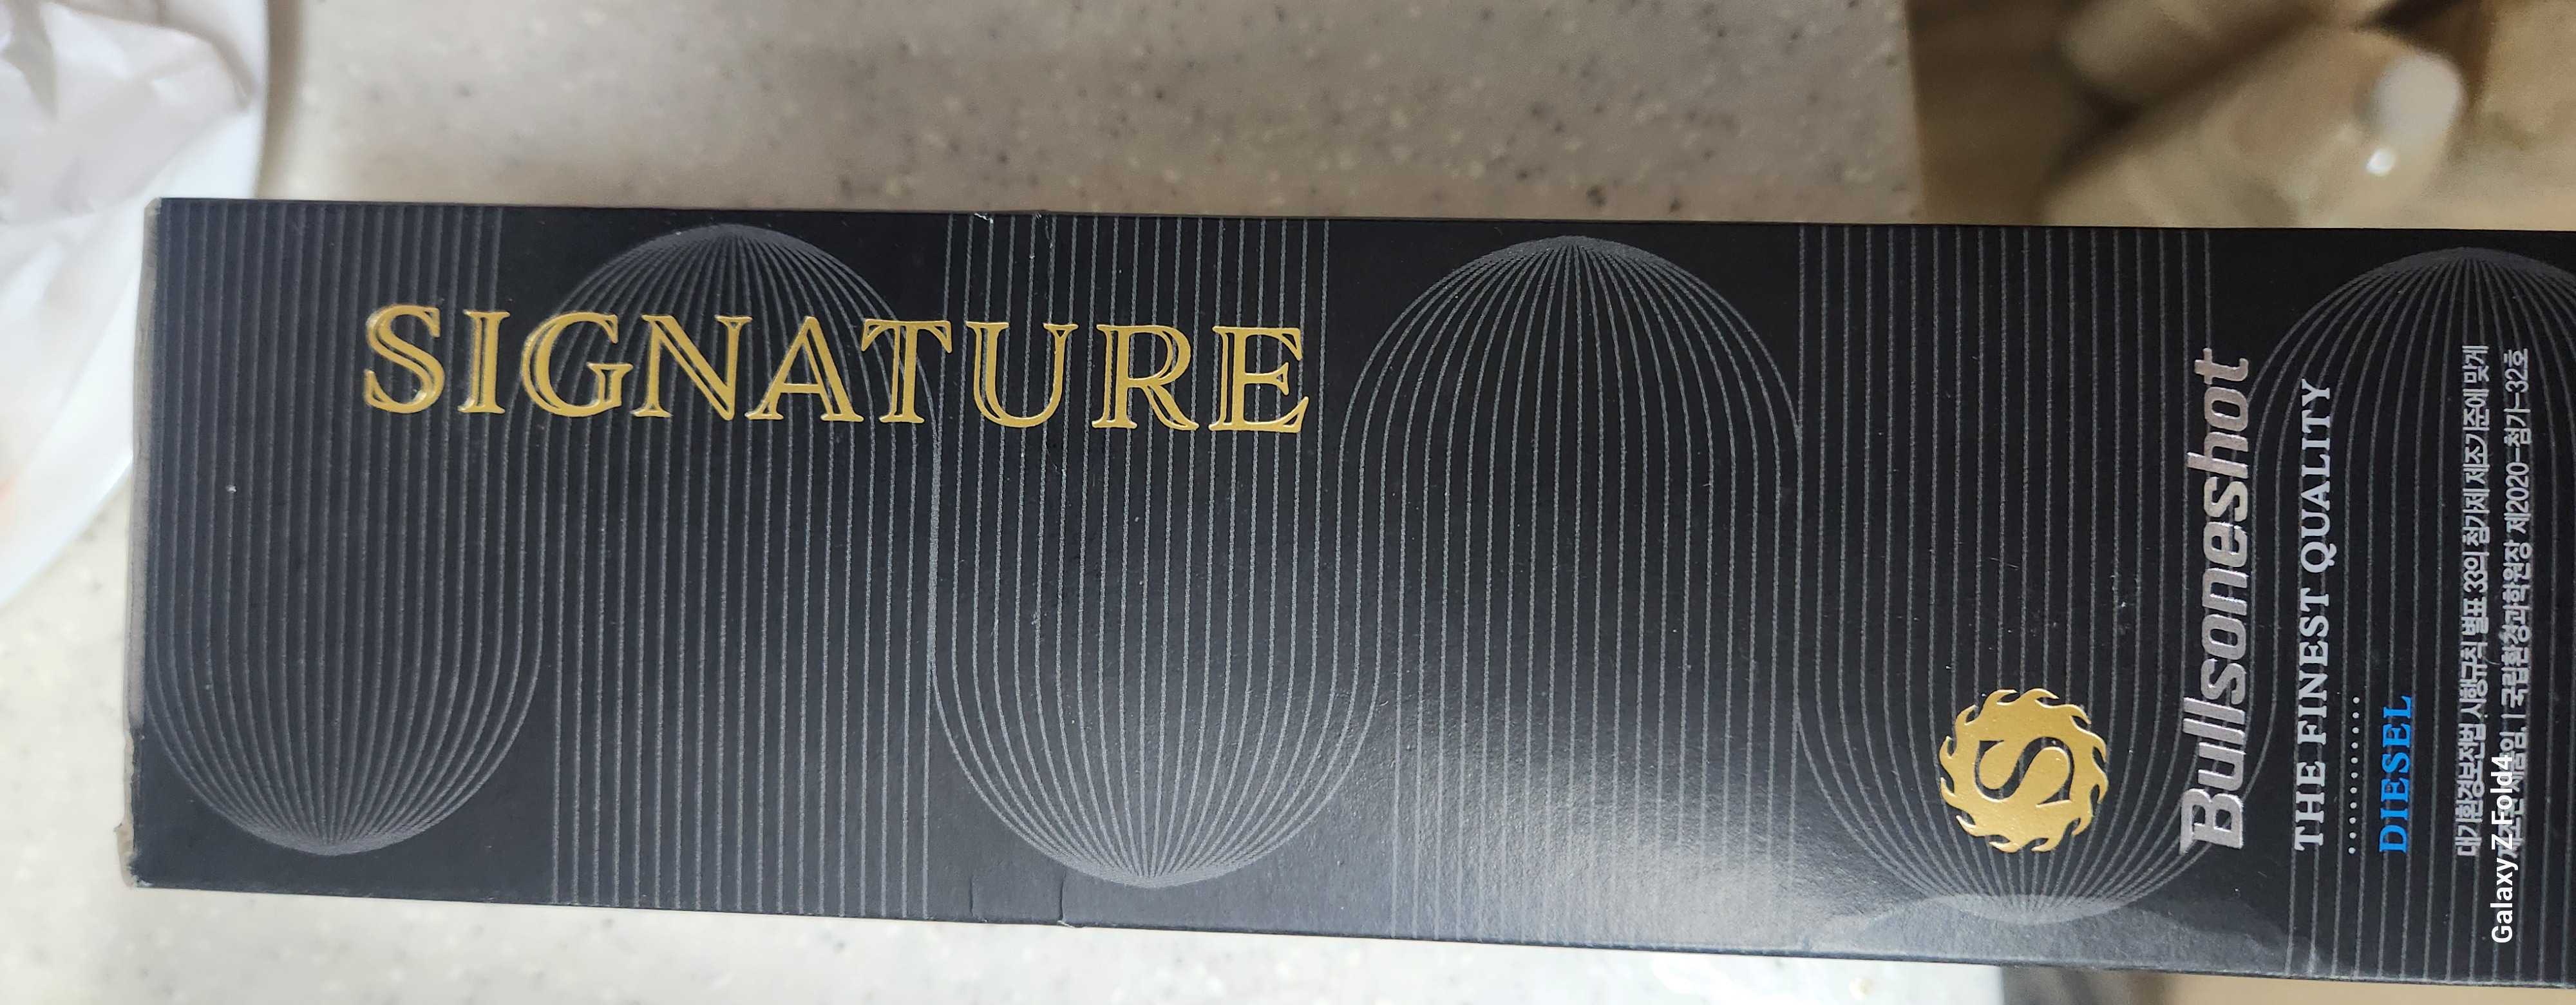 SIGNATURE
S
Bullsoneshot
THE FINEST QUALITY
DIESEL
대기환경보전법 시행규칙 별표 33의 첨가제 제조기준에 맞게
제조된 제품임. | 국립환경과학원장 제2020-첨가-32호
Galaxy Z Fold4